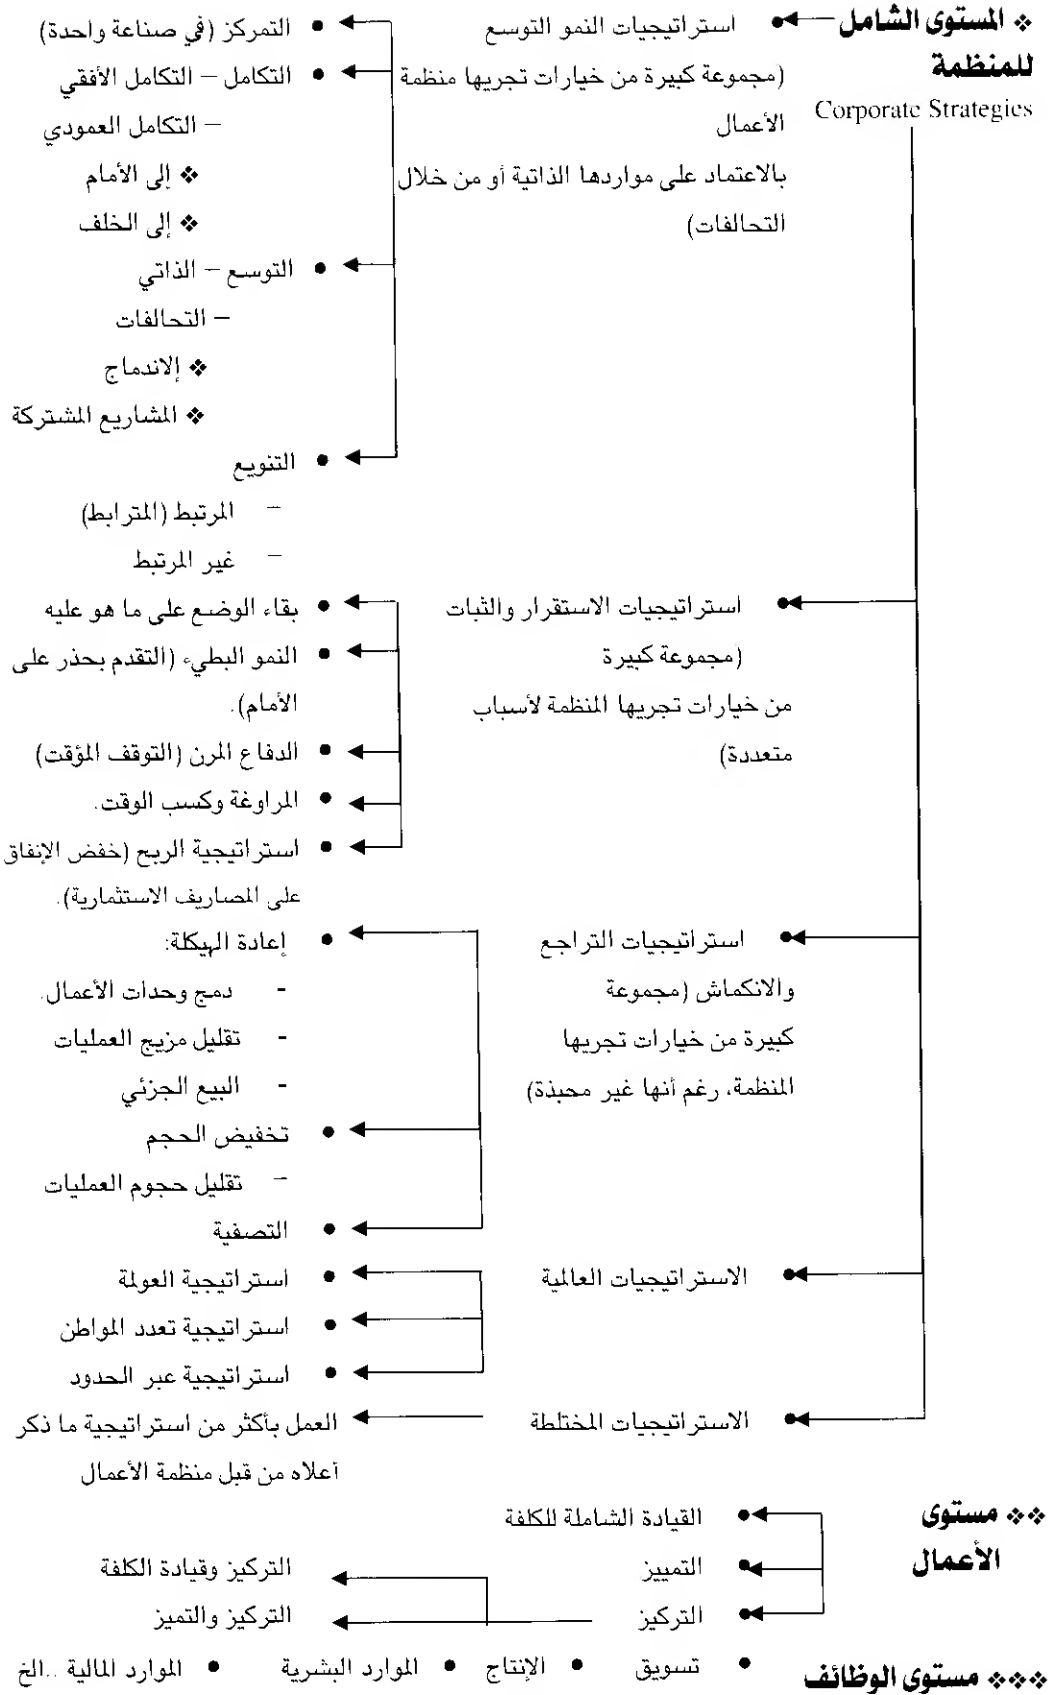 ❖ المستوى الشامل
للمنظمة
Corporate Strategies
• استراتيجيات النمو التوسع
(مجموعة كبيرة من خيارات تجريها منظمة
الأعمال
بالاعتماد على مواردها الذاتية أو من خلال
التحالفات)
• التمركز (في صناعة واحدة)
• التكامل – التكامل الأفقي
– التكامل العمودي
❖ إلى الأمام
❖ إلى الخلف
• التوسع – الذاتي
– التحالفات
❖ إلاندماج
❖ المشاريع المشتركة
• التنويع
– المرتبط (المترابط)
– غير المرتبط
• استراتيجيات الاستقرار والثبات
(مجموعة كبيرة
من خيارات تجريها المنظمة لأسباب
متعددة)
• بقاء الوضع على ما هو عليه
• النمو البطيء (التقدم بحذر على
الأمام).
• الدفاع المرن (التوقف المؤقت)
• المراوغة وكسب الوقت.
• استراتيجية الربح (خفض الإنفاق
على المصاريف الاستثمارية).
• استراتيجيات التراجع
والانكماش (مجموعة
كبيرة من خيارات تجريها
المنظمة، رغم أنها غير محبذة)
• إعادة الهيكلة:
- دمج وحدات الأعمال.
- تقليل مزيج العمليات
- البيع الجزئي
• تخفيض الحجم
– تقليل حجوم العمليات
• التصفية
• الاستراتيجيات العالمية
• استراتيجية العولمة
• استراتيجية تعدد المواطن
• استراتيجية عبر الحدود
• الاستراتيجيات المختلطة
العمل بأكثر من استراتيجية ما ذكر
أعلاه من قبل منظمة الأعمال
❖❖ مستوى
الأعمال
• القيادة الشاملة للكلفة
• التمييز
• التركيز
التركيز وقيادة الكلفة
التركيز والتميز
❖❖❖ مستوى الوظائف • تسويق • الإنتاج • الموارد البشرية • الموارد المالية ..الخ